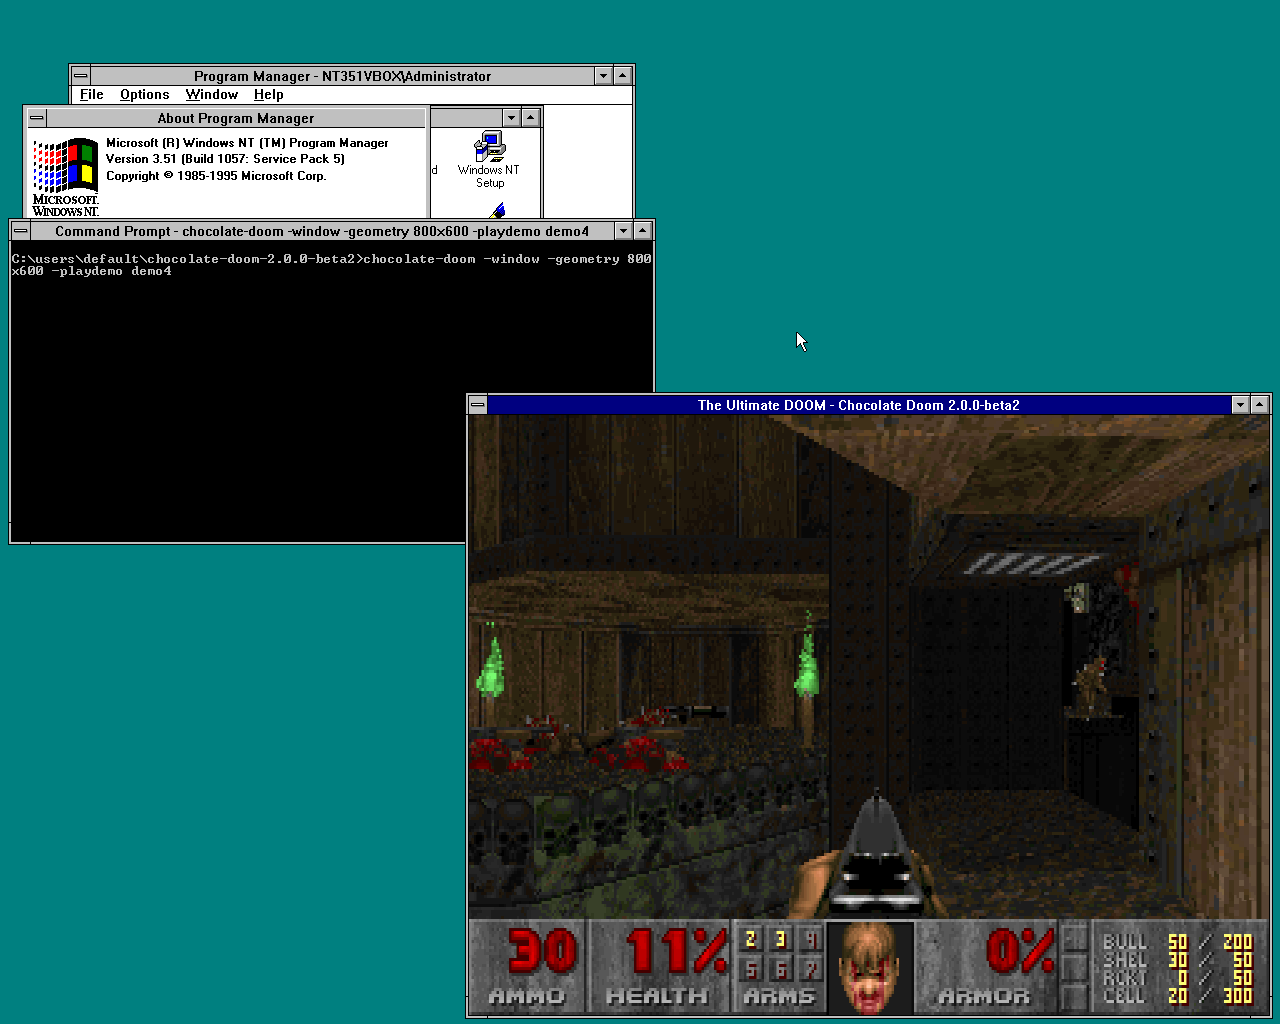 Program Manager - NT351VBOX\Administrator
File Options Window Help
About Program Manager
Microsoft (R) Windows NT (TM) Program Manager
Version 3.51 (Build 1057: Service Pack 5)
Copyright © 1985-1995 Microsoft Corp.
MICROSOFT.
WINDOWS NT.
d
Windows NT
Setup
Command Prompt - chocolate-doom -window -geometry 800x600 -playdemo demo4
C:\users\default\chocolate-doom-2.0.0-beta2>chocolate-doom -window -geometry 800
x600 -playdemo demo4
The Ultimate DOOM - Chocolate Doom 2.0.0-beta2
30 11% 2 3 4 0%
5 6 7
AMMO HEALTH ARMS ARMOR
BULL 50 / 200
SHEL 30 / 50
RCKT 0 / 50
CELL 20 / 300